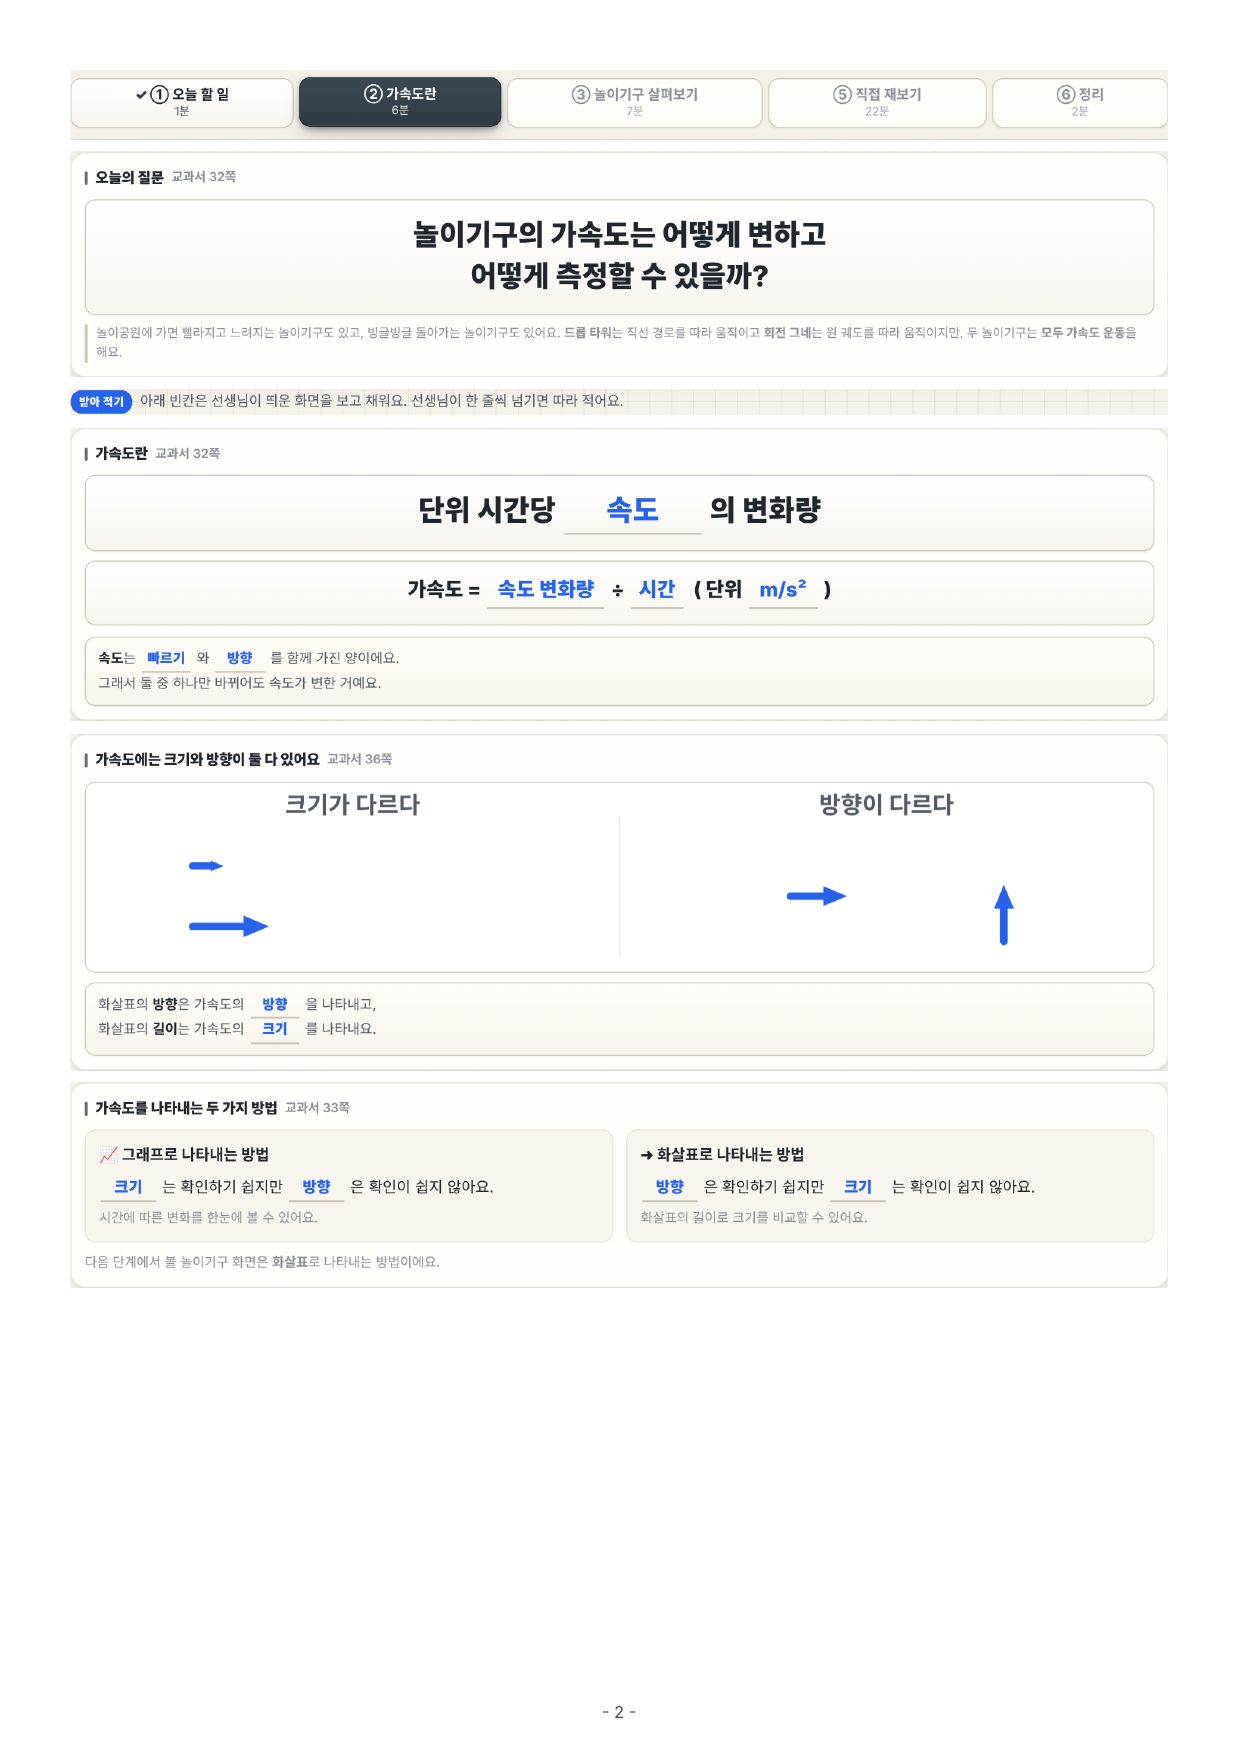 ✓ ① 오늘 할 일
1분
② 가속도란
6분
③ 놀이기구 살펴보기
7분
⑤ 직접 재보기
22분
⑥ 정리
2분
오늘의 질문 교과서 32쪽
놀이기구의 가속도는 어떻게 변하고
어떻게 측정할 수 있을까?
놀이공원에 가면 빨라지고 느려지는 놀이기구도 있고, 빙글빙글 돌아가는 놀이기구도 있어요. 드롭 타워는 직선 경로를 따라 움직이고 회전 그네는 원 궤도를 따라 움직이지만, 두 놀이기구는 모두 가속도 운동을
해요.
받아 적기 아래 빈칸은 선생님이 띄운 화면을 보고 채워요. 선생님이 한 줄씩 넘기면 따라 적어요.
가속도란 교과서 32쪽
단위 시간당 속도 의 변화량
가속도 = 속도 변화량 ÷ 시간 ( 단위 m/s² )
속도는 빠르기 와 방향 를 함께 가진 양이에요.
그래서 둘 중 하나만 바뀌어도 속도가 변한 거예요.
가속도에는 크기와 방향이 둘 다 있어요 교과서 36쪽
크기가 다르다
방향이 다르다
화살표의 방향은 가속도의 방향 을 나타내고,
화살표의 길이는 가속도의 크기 를 나타내요.
가속도를 나타내는 두 가지 방법 교과서 33쪽
📈 그래프로 나타내는 방법
크기 는 확인하기 쉽지만 방향 은 확인이 쉽지 않아요.
시간에 따른 변화를 한눈에 볼 수 있어요.
➜ 화살표로 나타내는 방법
방향 은 확인하기 쉽지만 크기 는 확인이 쉽지 않아요.
화살표의 길이로 크기를 비교할 수 있어요.
다음 단계에서 볼 놀이기구 화면은 화살표로 나타내는 방법이에요.
- 2 -